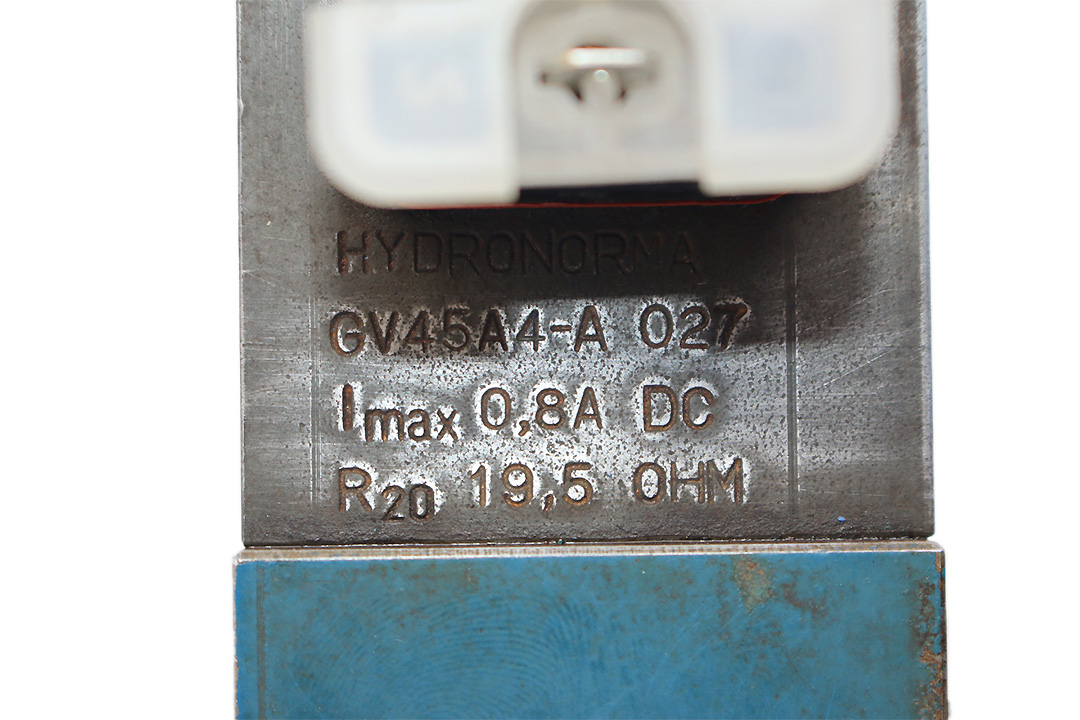 HYDRONORMA
GV45A4-A 027
Imax 0,8A DC
R20 19,5 OHM